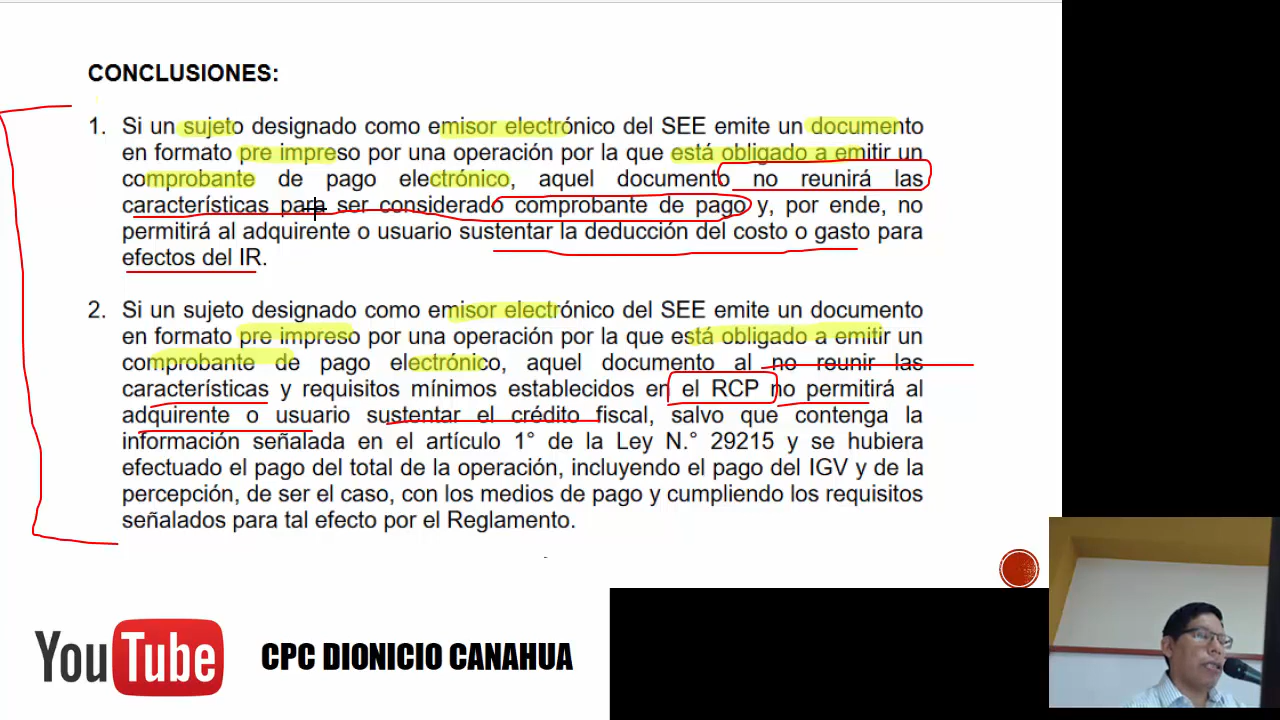 CONCLUSIONES:
1. Si un sujeto designado como emisor electrónico del SEE emite un documento
en formato pre impreso por una operación por la que está obligado a emitir un
comprobante de pago electrónico, aquel documento no reunirá las
características para ser considerado comprobante de pago y, por ende, no
permitirá al adquirente o usuario sustentar la deducción del costo o gasto para
efectos del IR.
2. Si un sujeto designado como emisor electrónico del SEE emite un documento
en formato pre impreso por una operación por la que está obligado a emitir un
comprobante de pago electrónico, aquel documento al no reunir las
características y requisitos mínimos establecidos en el RCP no permitirá al
adquirente o usuario sustentar el crédito fiscal, salvo que contenga la
información señalada en el artículo 1° de la Ley N.° 29215 y se hubiera
efectuado el pago del total de la operación, incluyendo el pago del IGV y de la
percepción, de ser el caso, con los medios de pago y cumpliendo los requisitos
señalados para tal efecto por el Reglamento.
YouTube CPC DIONICIO CANAHUA